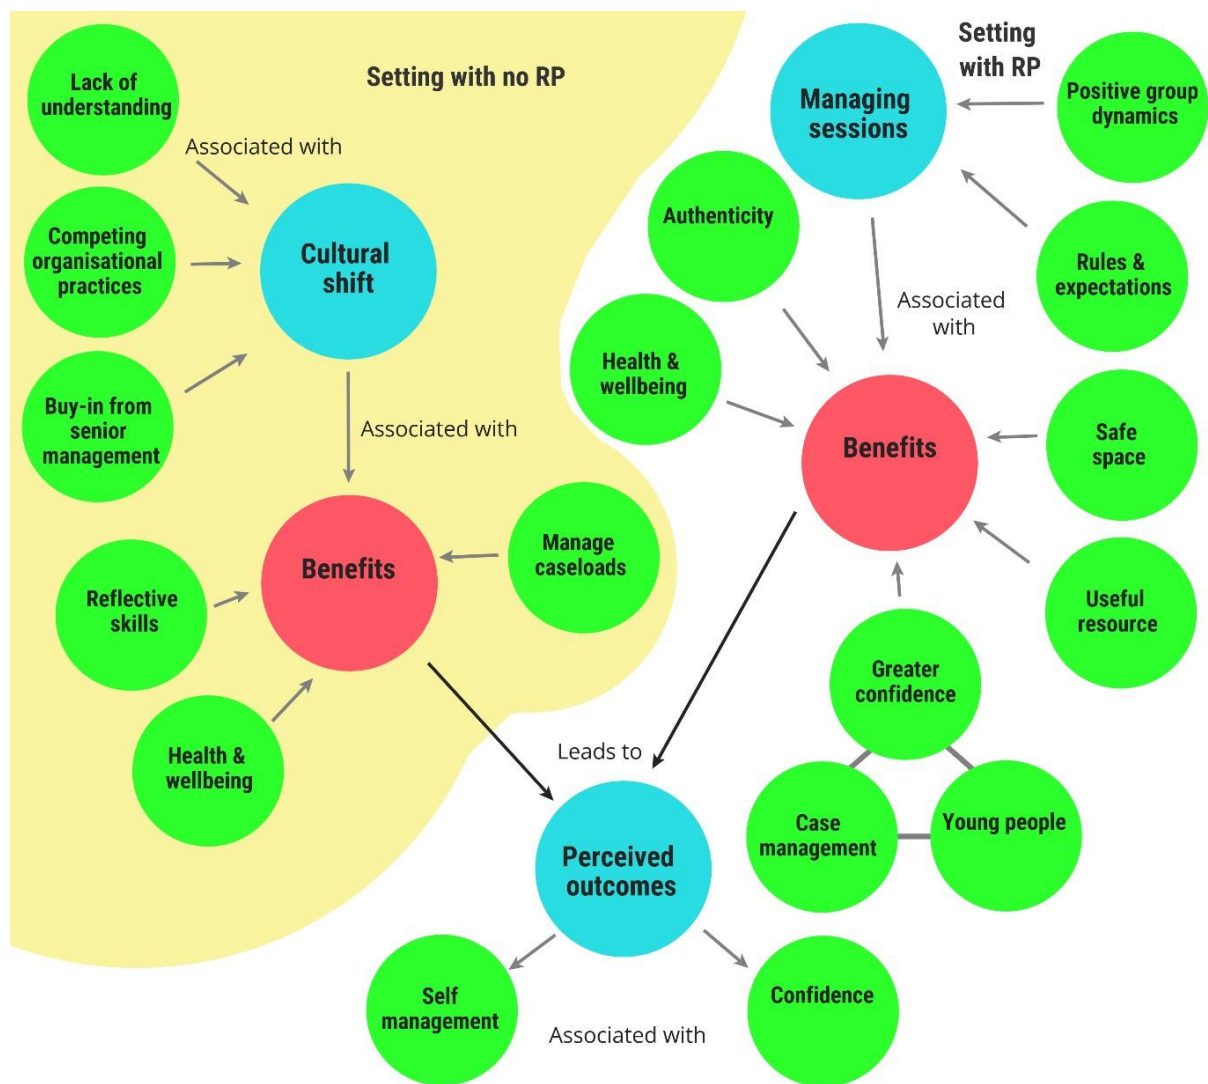 Setting with no RP
Lack of
understanding
Associated with
Competing
organisational
practices
Cultural
shift
Buy-in from
senior
management
Associated with
Benefits
Manage
caseloads
Reflective
skills
Health &
wellbeing
Setting
with RP
Managing
sessions
Positive group
dynamics
Authenticity
Rules &
expectations
Associated
with
Health &
wellbeing
Benefits
Safe
space
Useful
resource
Greater
confidence
Case
management
Young people
Leads to
Perceived
outcomes
Self
management
Confidence
Associated with